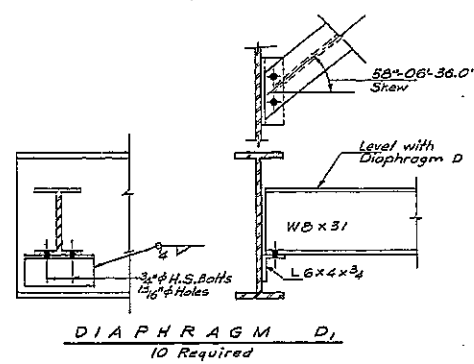 58°-06'-36.0"
Skew
Level with
Diaphragm D
W8 x 31
L 6 x 4 x 3/4
4
3/4" ϕ H.S. Bolts
13/16" ϕ Holes
DIAPHRAGM D1
10 Required